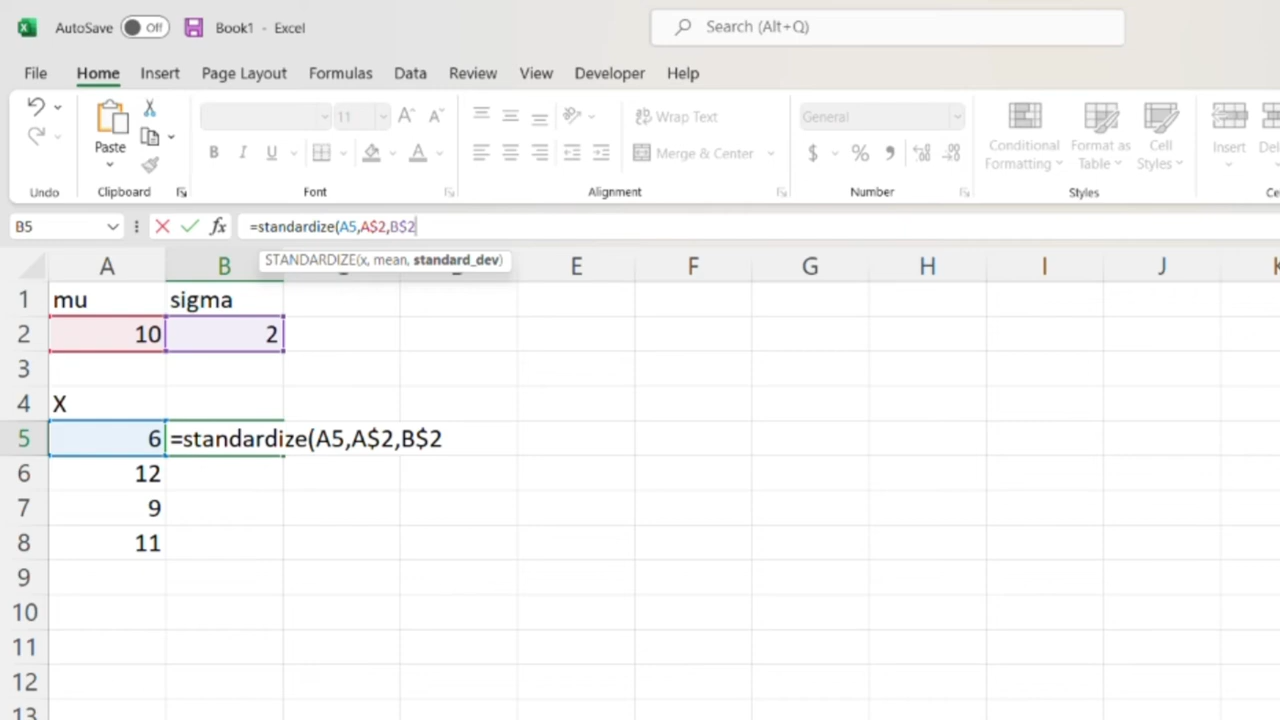 AutoSave Off Book1 - Excel Search (Alt+Q)
File Home Insert Page Layout Formulas Data Review View Developer Help
11 Wrap Text General
Paste B I U Merge & Center $ % , Conditional Formatting Format as Table Cell Styles Insert
Undo Clipboard Font Alignment Number Styles
B5 fx =standardize(A5,A$2,B$2
STANDARDIZE(x, mean, standard_dev)
A B E F G H I J K
1 mu sigma
2 10 2
3
4 X
5 6 =standardize(A5,A$2,B$2
6 12
7 9
8 11
9
10
11
12
13